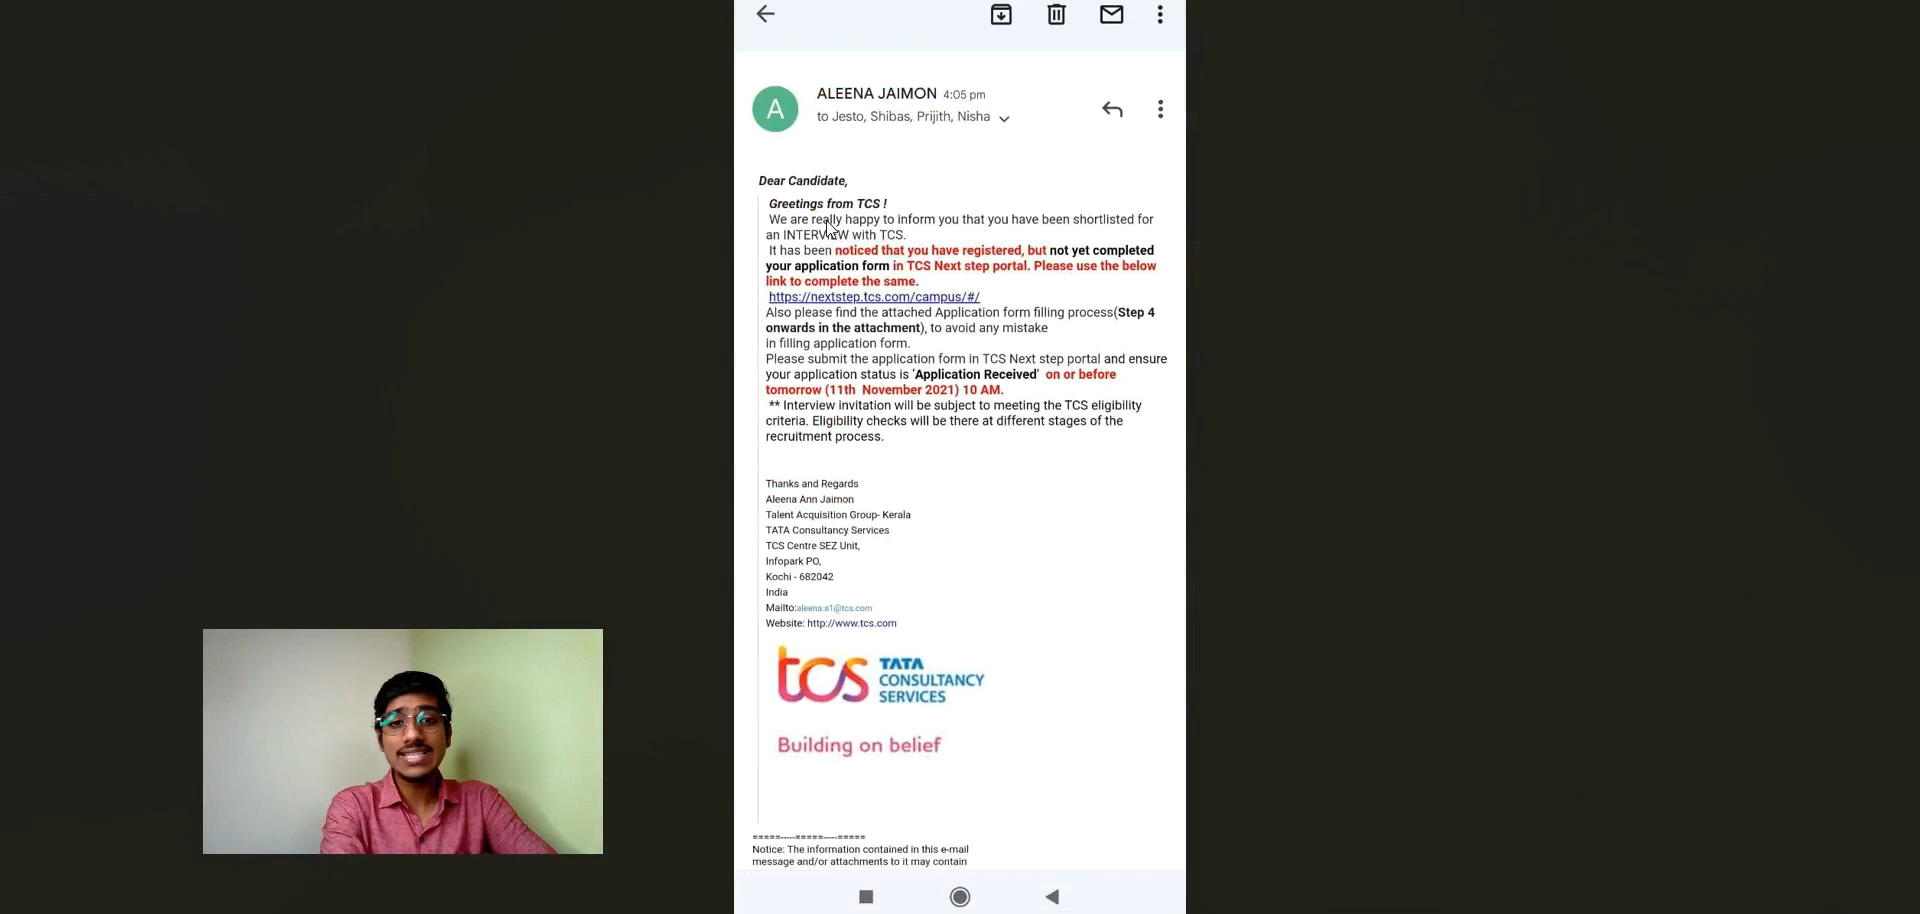 ALEENA JAIMON 4:05 pm
A
to Jesto, Shibas, Prijith, Nisha
Dear Candidate,
Greetings from TCS !
We are really happy to inform you that you have been shortlisted for
an INTERVIEW with TCS.
It has been noticed that you have registered, but not yet completed
your application form in TCS Next step portal. Please use the below
link to complete the same.
https://nextstep.tcs.com/campus/#/
Also please find the attached Application form filling process(Step 4
onwards in the attachment), to avoid any mistake
in filling application form.
Please submit the application form in TCS Next step portal and ensure
your application status is 'Application Received' on or before
tomorrow (11th November 2021) 10 AM.
** Interview invitation will be subject to meeting the TCS eligibility
criteria. Eligibility checks will be there at different stages of the
recruitment process.
Thanks and Regards
Aleena Ann Jaimon
Talent Acquisition Group- Kerala
TATA Consultancy Services
TCS Centre SEZ Unit,
Infopark PO,
Kochi - 682042
India
Mailto:aleena.a1@tcs.com
Website: http://www.tcs.com
tcs TATA
CONSULTANCY
SERVICES
Building on belief
=====-----=====-----=====
Notice: The information contained in this e-mail
message and/or attachments to it may contain